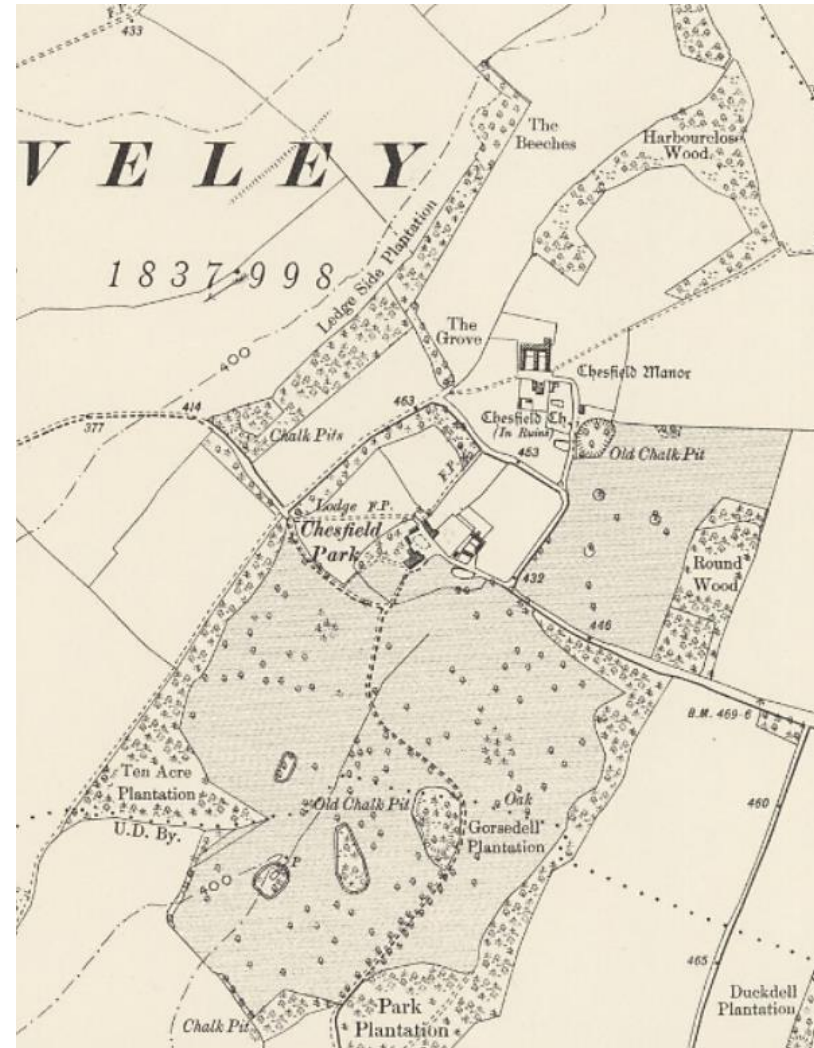 F.P.
433
The
Beeches
Harbourclose
Wood
VELEY
1837·998
Ledge Side Plantation
400
The
Grove
Chesfield Manor
463
414
377
Chalk Pits
Chesfield Ch.
(In Ruins)
453
Old Chalk Pit
F.P.
Lodge F.P.
Chesfield
Park
Round
Wood
432
446
B.M. 469·6
Ten Acre
Plantation
Old Chalk Pit
Oak
460
U.D. By.
Gorsedell
Plantation
P
400
465
Duckdell
Plantation
Park
Plantation
Chalk Pit